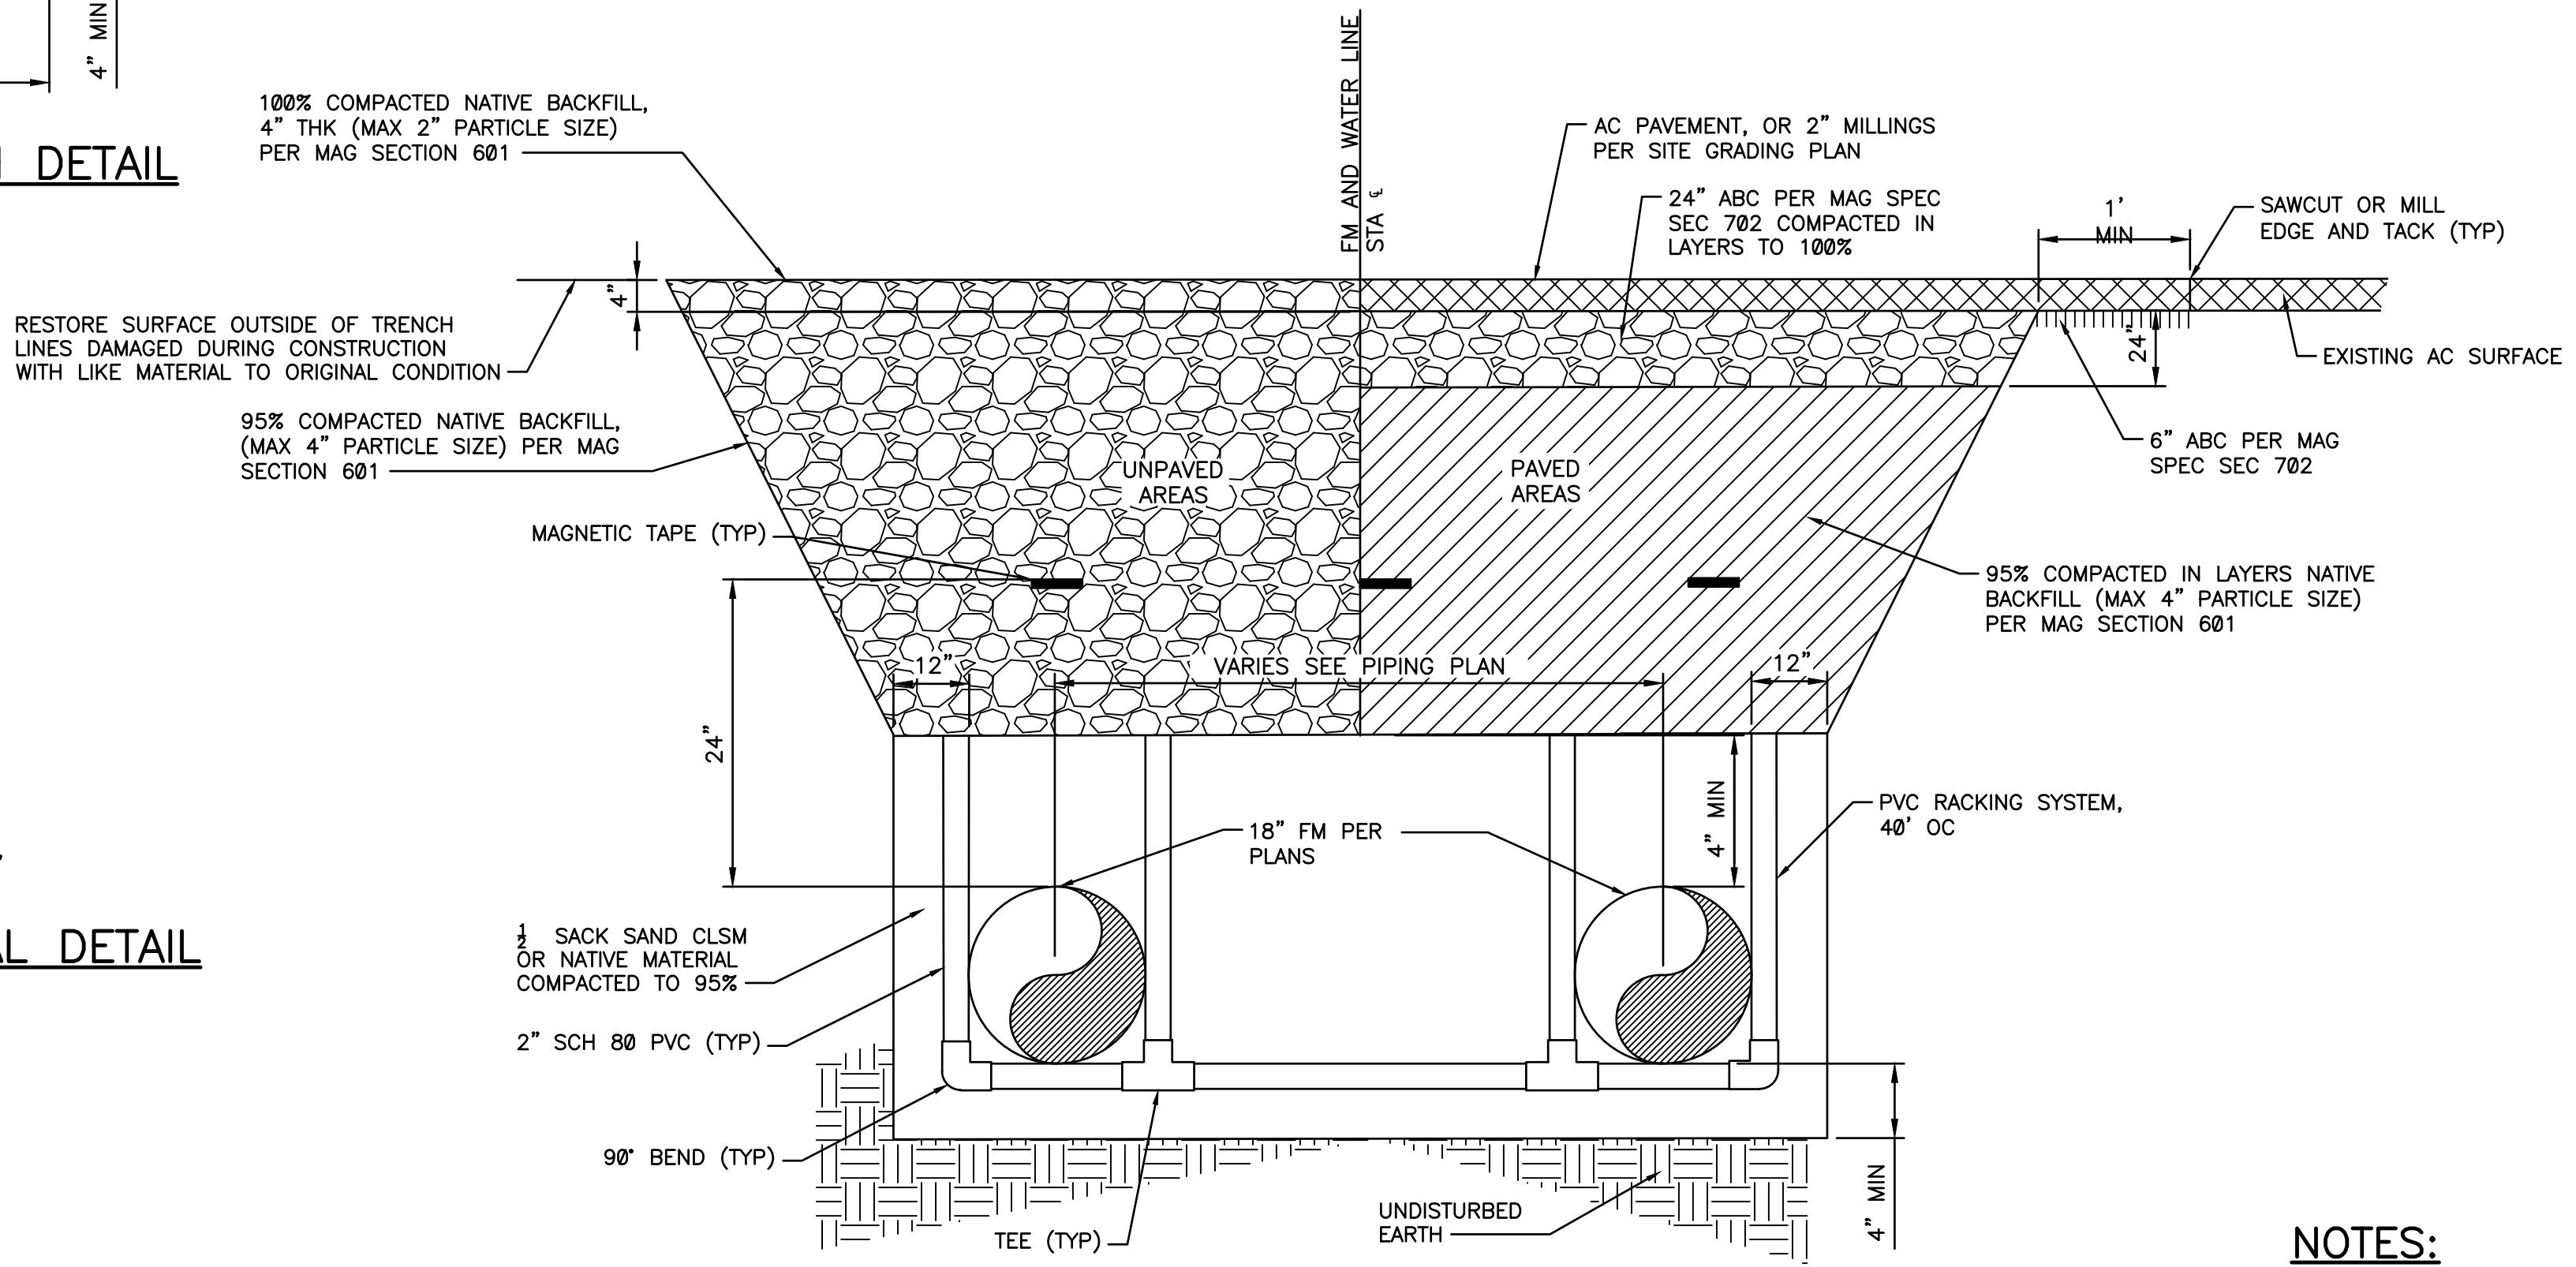 4” MIN
DETAIL
100% COMPACTED NATIVE BACKFILL,
4” THK (MAX 2” PARTICLE SIZE)
PER MAG SECTION 601
FM AND WATER LINE
STA ℄
AC PAVEMENT, OR 2” MILLINGS
PER SITE GRADING PLAN
24” ABC PER MAG SPEC
SEC 702 COMPACTED IN
LAYERS TO 100%
1’
MIN
SAWCUT OR MILL
EDGE AND TACK (TYP)
4”
RESTORE SURFACE OUTSIDE OF TRENCH
LINES DAMAGED DURING CONSTRUCTION
WITH LIKE MATERIAL TO ORIGINAL CONDITION
24”
EXISTING AC SURFACE
95% COMPACTED NATIVE BACKFILL,
(MAX 4” PARTICLE SIZE) PER MAG
SECTION 601
6” ABC PER MAG
SPEC SEC 702
UNPAVED
AREAS
PAVED
AREAS
MAGNETIC TAPE (TYP)
95% COMPACTED IN LAYERS NATIVE
BACKFILL (MAX 4” PARTICLE SIZE)
PER MAG SECTION 601
12”
VARIES SEE PIPING PLAN
12”
24”
4” MIN
PVC RACKING SYSTEM,
40’ OC
18” FM PER
PLANS
½ SACK SAND CLSM
OR NATIVE MATERIAL
COMPACTED TO 95%
AL DETAIL
2” SCH 80 PVC (TYP)
90° BEND (TYP)
TEE (TYP)
UNDISTURBED
EARTH
4” MIN
NOTES: